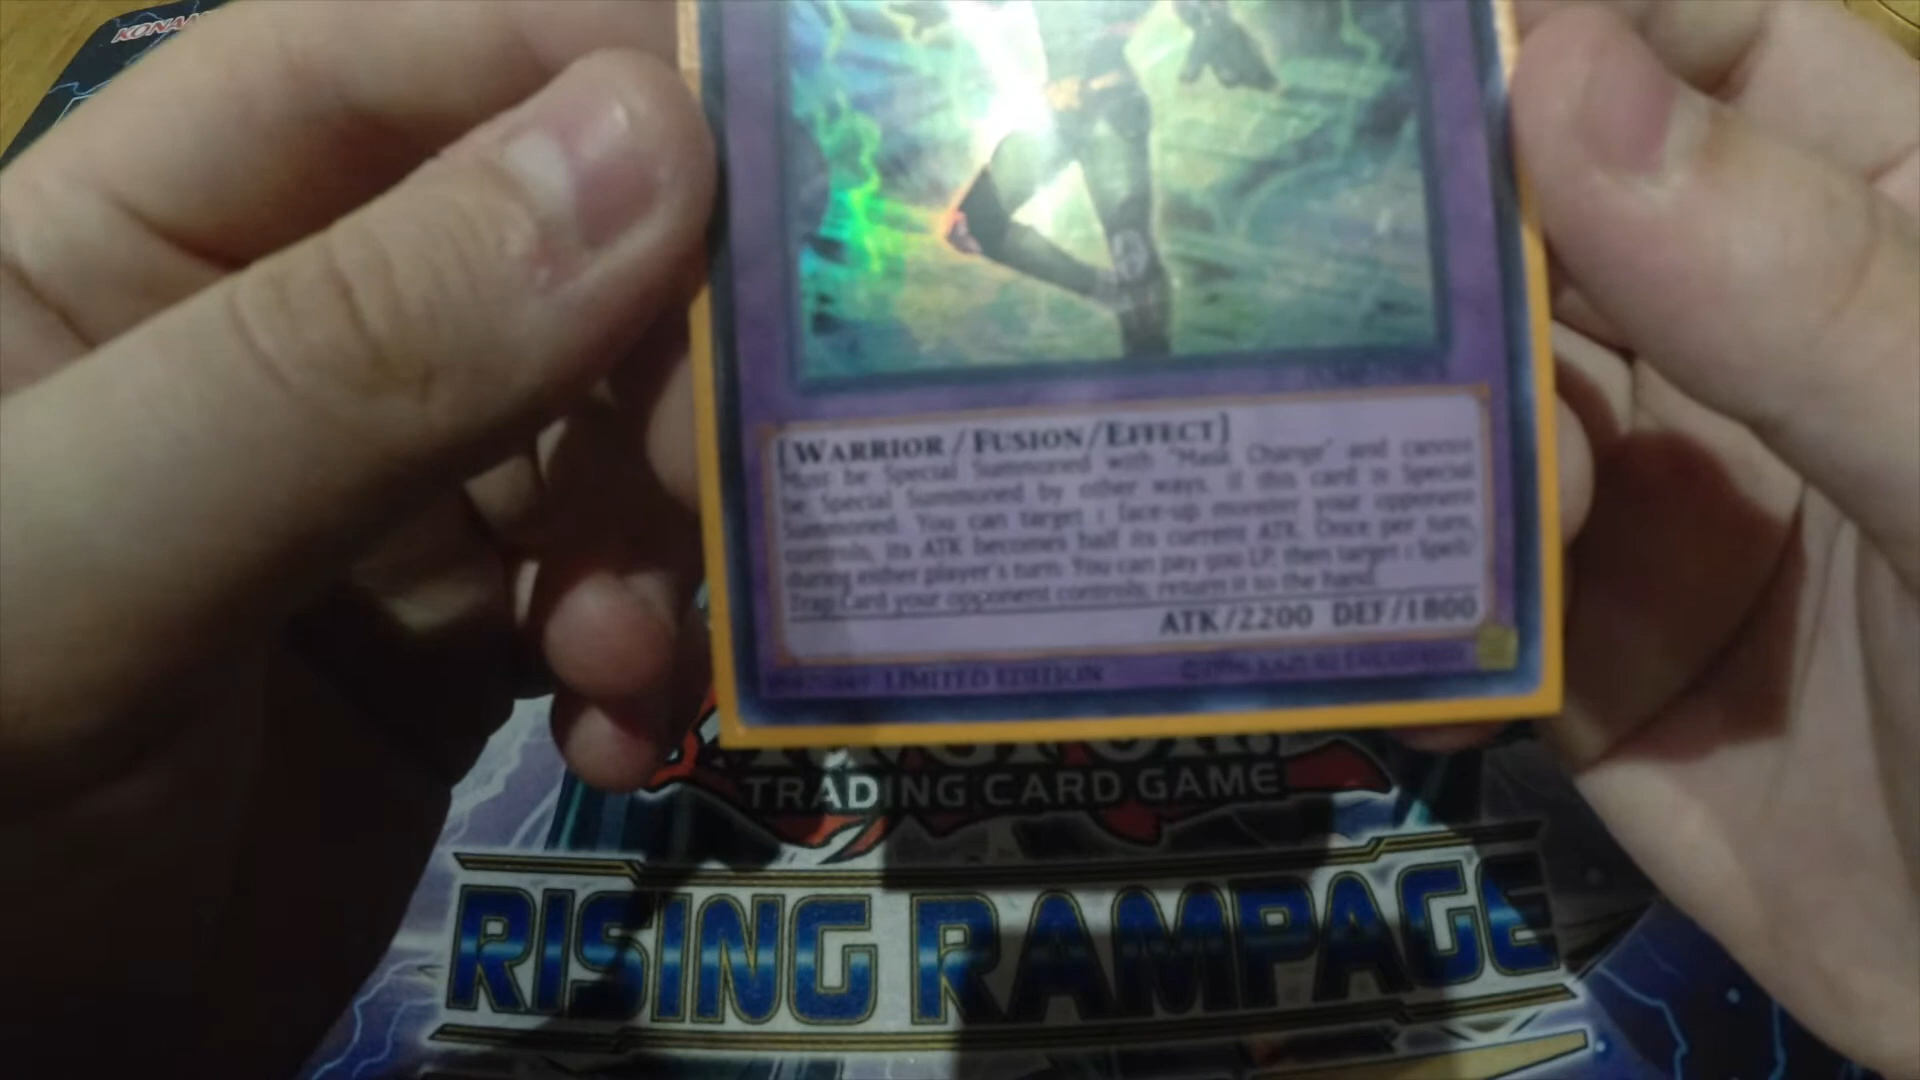 KONAMI
[WARRIOR/FUSION/EFFECT]
Must be Special Summoned with "Mask Change" and cannot
be Special Summoned by other ways. If this card is Special
Summoned: You can target 1 face-up monster your opponent
controls; its ATK becomes half its current ATK. Once per turn,
during either player's turn: You can pay 900 LP, then target 1 Spell/
Trap Card your opponent controls; return it to the hand.
ATK/2200 DEF/1800
LIMITED EDITION
TRADING CARD GAME
RISING RAMPAGE